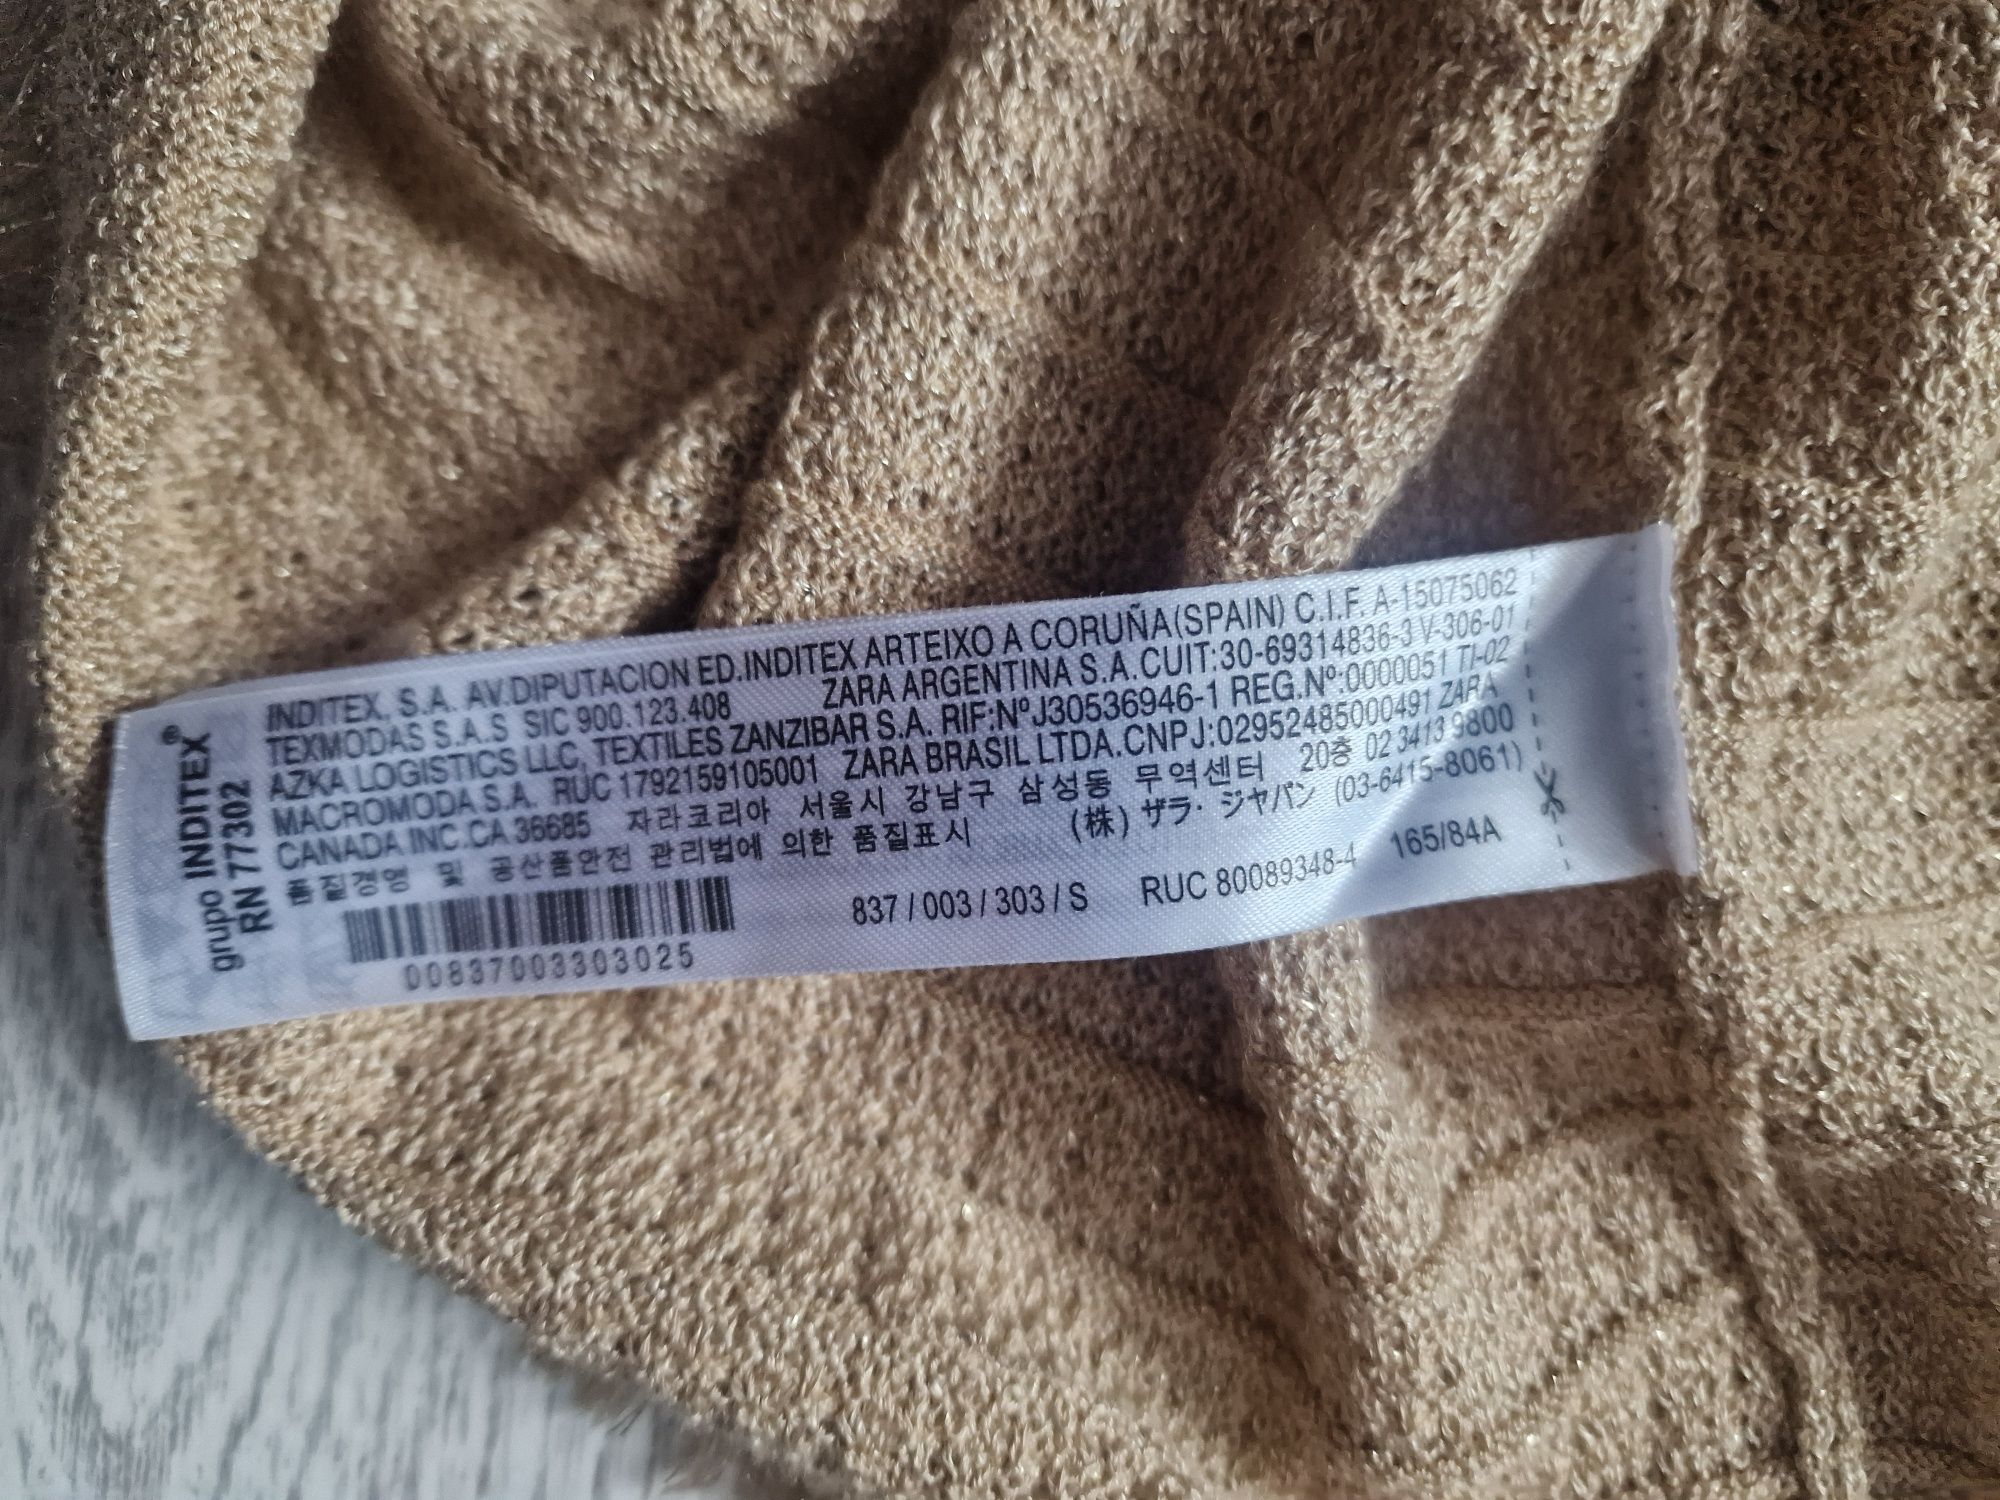 grupo INDITEX®
RN 77302
INDITEX, S.A. AV.DIPUTACION ED.INDITEX ARTEIXO A CORUÑA(SPAIN) C.I.F. A-15075062
TEXMODAS S.A.S SIC 900.123.408 ZARA ARGENTINA S.A.CUIT:30-69314836-3 V-306-01
AZKA LOGISTICS LLC, TEXTILES ZANZIBAR S.A. RIF:NºJ30536946-1 REG.Nº:0000051 TI-02
MACROMODA S.A. RUC 1792159105001 ZARA BRASIL LTDA.CNPJ:02952485000491 ZARA
CANADA INC.CA 36685 자라코리아 서울시 강남구 삼성동 무역센터 20층 02 3413 9800
품질경영 및 공산품안전 관리법에 의한 품질표시 (株) ザラ・ジャパン (03-6415-8061)
837 / 003 / 303 / S RUC 80089348-4 165/84A
00837003303025